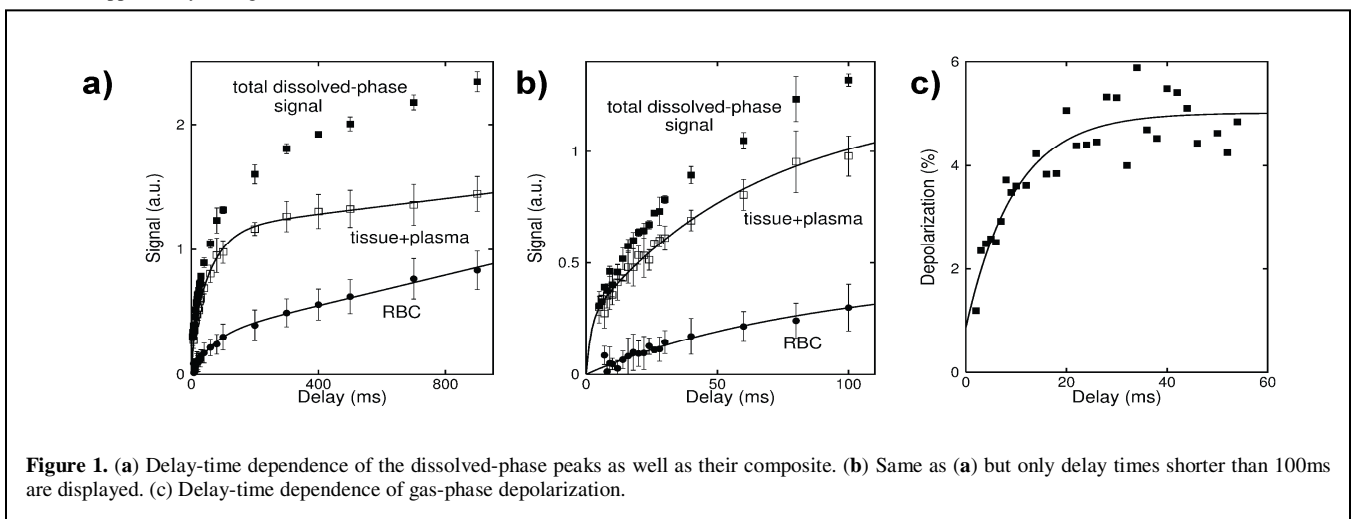 a)
total dissolved-phase
signal
tissue+plasma
RBC
Signal (a.u.)
2
1
0
0
400
800
Delay (ms)
b)
total dissolved-phase
signal
tissue+plasma
RBC
Signal (a.u.)
1
0.5
0
0
50
100
Delay (ms)
c)
Depolarization (%)
6
4
2
0
0
20
40
60
Delay (ms)
Figure 1. (a) Delay-time dependence of the dissolved-phase peaks as well as their composite. (b) Same as (a) but only delay times shorter than 100ms
are displayed. (c) Delay-time dependence of gas-phase depolarization.